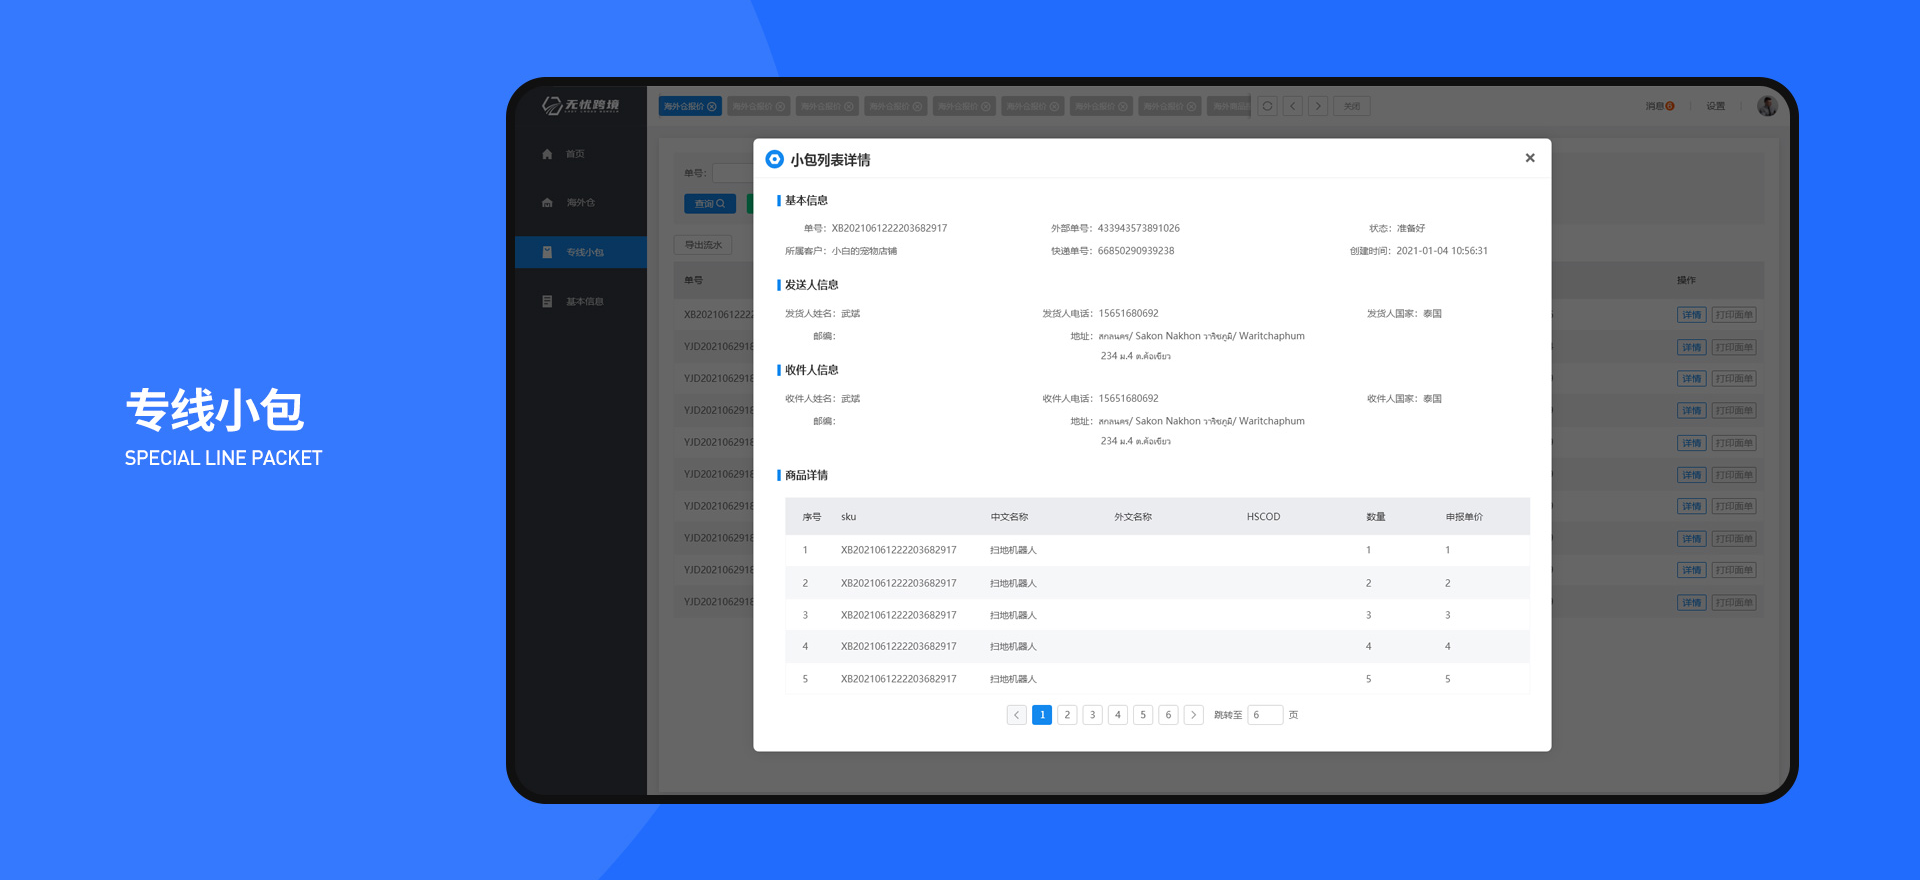 专线小包
SPECIAL LINE PACKET
无忧跨境
首页
海外仓
专线小包
基本信息
海外仓报价 海外仓报价 海外仓报价 海外仓报价 海外仓报价 海外仓报价 海外仓报价 海外仓报价 海外商品 关闭
消息 6 设置
单号:
查询
导出流水
单号 操作
XB20210612222 详情 打印面单
YJD2021062918 详情 打印面单
YJD2021062918 详情 打印面单
YJD2021062918 详情 打印面单
YJD2021062918 详情 打印面单
YJD2021062918 详情 打印面单
YJD2021062918 详情 打印面单
YJD2021062918 详情 打印面单
YJD2021062918 详情 打印面单
YJD2021062918 详情 打印面单
小包列表详情
基本信息
单号: XB2021061222203682917 外部单号: 433943573891026 状态: 准备好
所属客户: 小白的宠物店铺 快递单号: 66850290939238 创建时间: 2021-01-04 10:56:31
发送人信息
发货人姓名: 武斌 发货人电话: 15651680692 发货人国家: 泰国
邮编: 地址: สกลนคร/ Sakon Nakhon วาริชภูมิ/ Waritchaphum
234 ม.4 ต.ค้อเขียว
收件人信息
收件人姓名: 武斌 收件人电话: 15651680692 收件人国家: 泰国
邮编: 地址: สกลนคร/ Sakon Nakhon วาริชภูมิ/ Waritchaphum
234 ม.4 ต.ค้อเขียว
商品详情
序号 sku 中文名称 外文名称 HSCOD 数量 申报单价
1 XB2021061222203682917 扫地机器人 1 1
2 XB2021061222203682917 扫地机器人 2 2
3 XB2021061222203682917 扫地机器人 3 3
4 XB2021061222203682917 扫地机器人 4 4
5 XB2021061222203682917 扫地机器人 5 5
1 2 3 4 5 6 跳转至 6 页